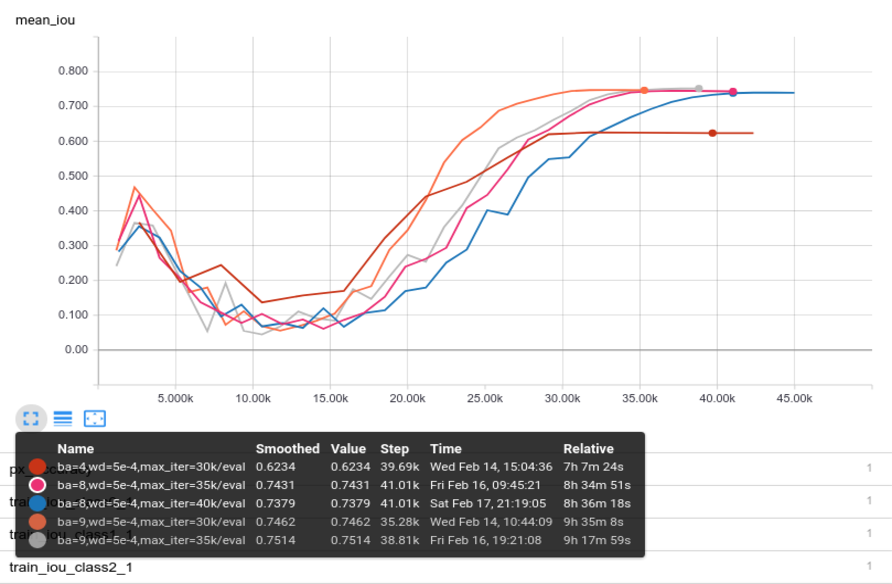 mean_iou
0.800
0.700
0.600
0.500
0.400
0.300
0.200
0.100
0.00
5.000k 10.00k 15.00k 20.00k 25.00k 30.00k 35.00k 40.00k 45.00k
Name Smoothed Value Step Time Relative
ba=4,wd=5e-4,max_iter=30k/eval 0.6234 0.6234 39.69k Wed Feb 14, 15:04:36 7h 7m 24s
ba=8,wd=5e-4,max_iter=35k/eval 0.7431 0.7431 41.01k Fri Feb 16, 09:45:21 8h 34m 51s
ba=8,wd=5e-4,max_iter=40k/eval 0.7379 0.7379 41.01k Sat Feb 17, 21:19:05 8h 36m 18s
ba=9,wd=5e-4,max_iter=30k/eval 0.7462 0.7462 35.28k Wed Feb 14, 10:44:09 9h 35m 8s
ba=9,wd=5e-4,max_iter=35k/eval 0.7514 0.7514 38.81k Fri Feb 16, 19:21:08 9h 17m 59s
1
1
1
train_iou_class2_1 1